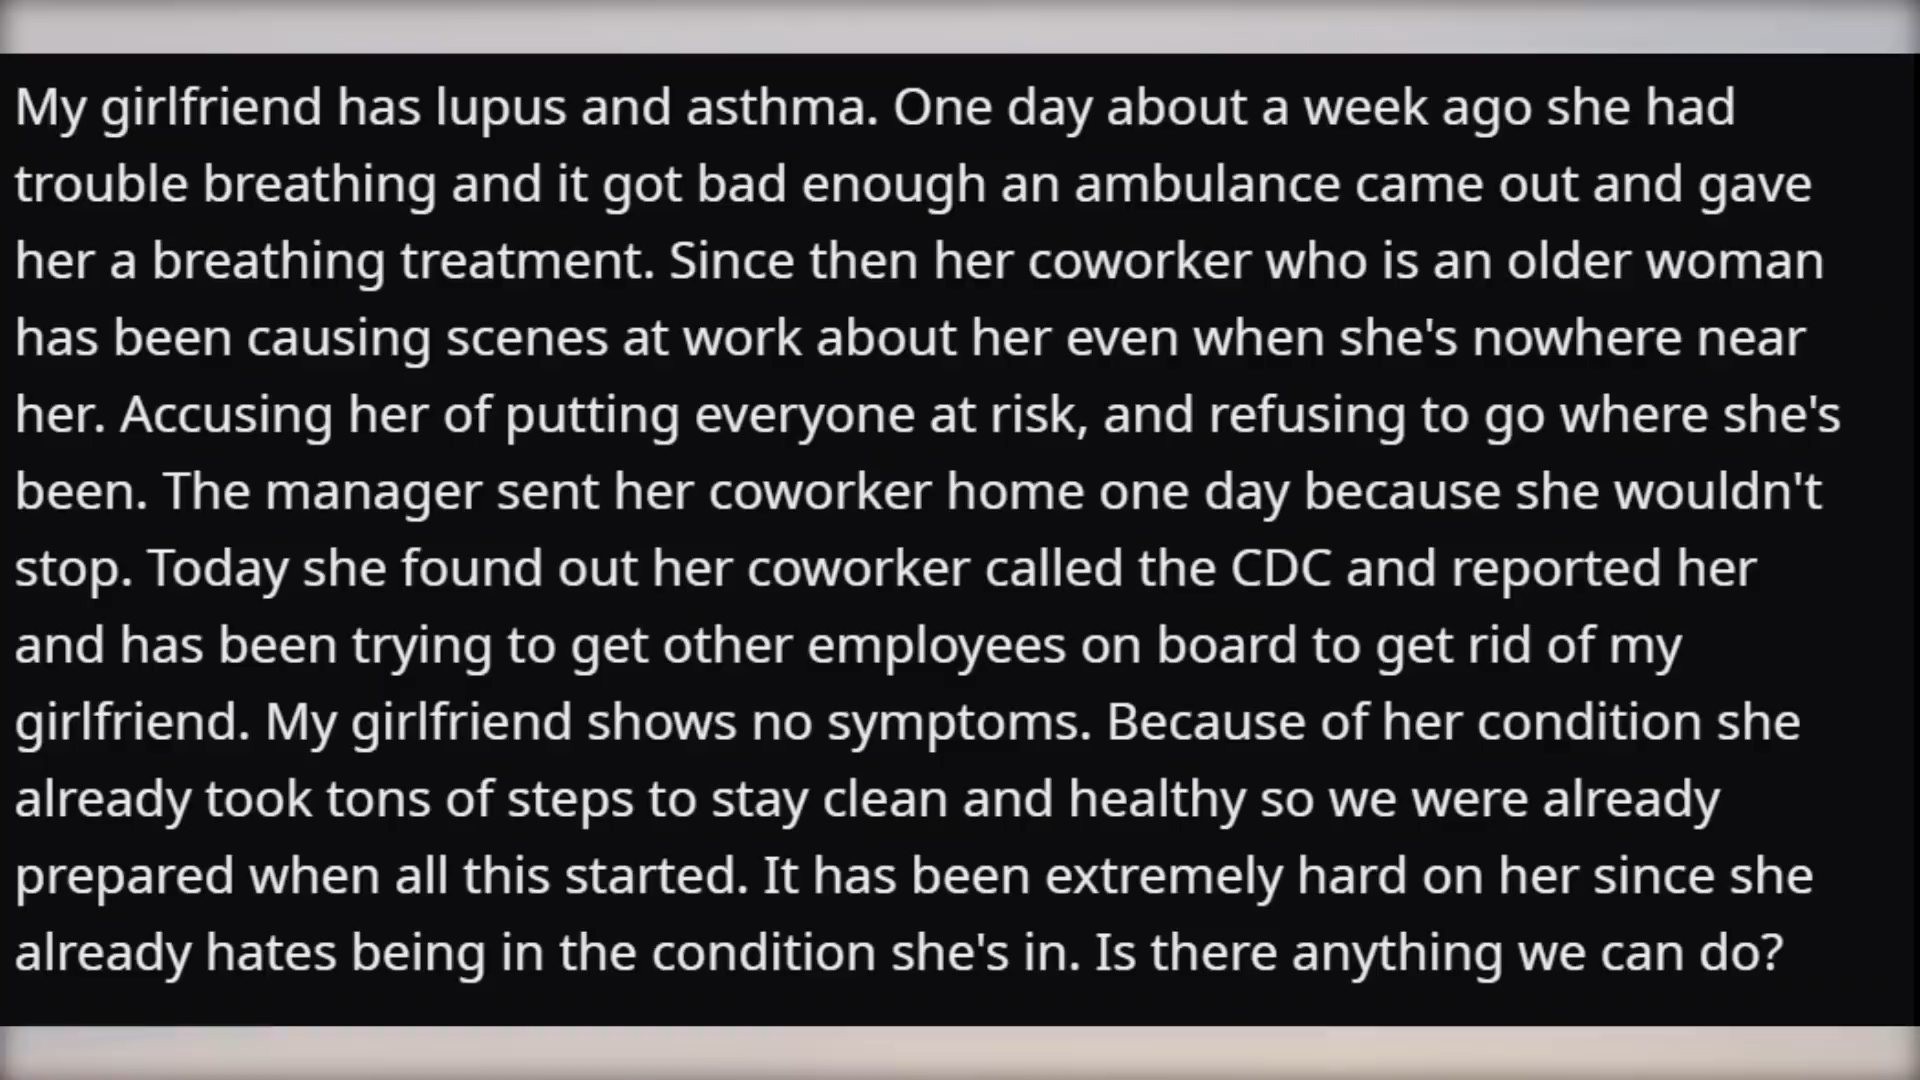 My girlfriend has lupus and asthma. One day about a week ago she had
trouble breathing and it got bad enough an ambulance came out and gave
her a breathing treatment. Since then her coworker who is an older woman
has been causing scenes at work about her even when she's nowhere near
her. Accusing her of putting everyone at risk, and refusing to go where she's
been. The manager sent her coworker home one day because she wouldn't
stop. Today she found out her coworker called the CDC and reported her
and has been trying to get other employees on board to get rid of my
girlfriend. My girlfriend shows no symptoms. Because of her condition she
already took tons of steps to stay clean and healthy so we were already
prepared when all this started. It has been extremely hard on her since she
already hates being in the condition she's in. Is there anything we can do?